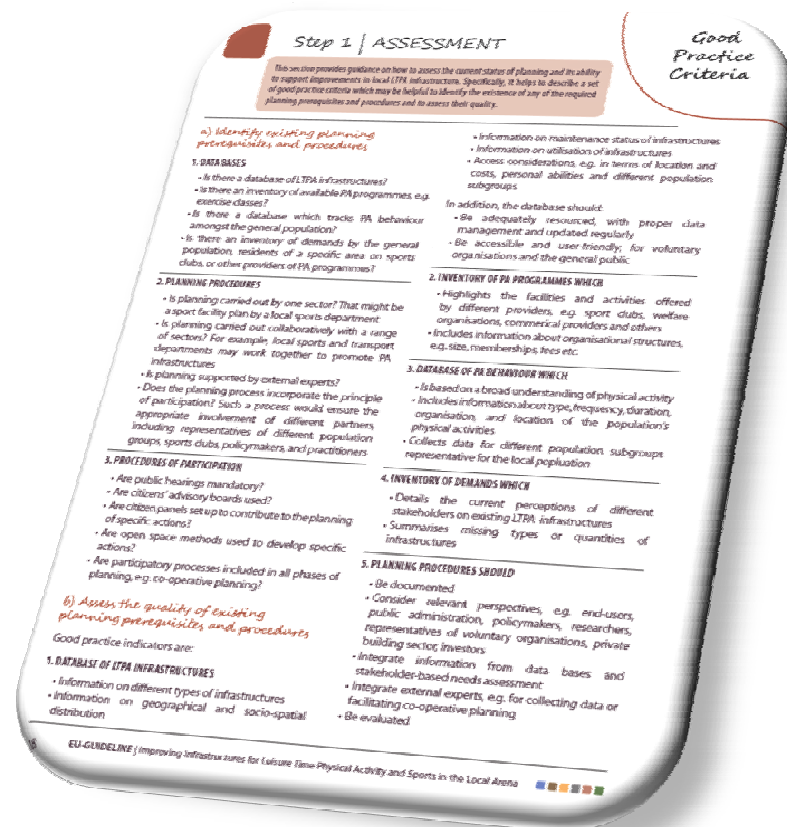 Step 1 | ASSESSMENT
Good
Practice
Criteria
This section provides guidance on how to assess the current status of planning and its ability
to support improvements in local LTPA infrastructure. Specifically, it helps to describe a set
of good practice criteria which may be helpful to identify the existence of any of the required
planning prerequisites and procedures and to assess their quality.
a) Identify existing planning
prerequisites and procedures
1. DATABASES
• Is there a database of LTPA infrastructures?
• Is there an inventory of available PA programmes, e.g.
exercise classes?
• Is there a database which tracks PA behaviour
amongst the general population?
• Is there an inventory of demands by the general
population, residents of a specific area on sports
clubs, or other providers of PA programmes?
2. PLANNING PROCEDURES
• Is planning carried out by one sector? That might be
a sport facility plan by a local sports department
• Is planning carried out collaboratively with a range
of sectors? For example, local sports and transport
departments may work together to promote PA
infrastructures
• Is planning supported by external experts?
• Does the planning process incorporate the principle
of participation? Such a process would ensure the
appropriate involvement of different partners,
including representatives of different population
groups, sports clubs, policymakers, and practitioners
3. PROCEDURES OF PARTICIPATION
• Are public hearings mandatory?
• Are citizens' advisory boards used?
• Are citizen panels set up to contribute to the planning
of specific actions?
• Are open space methods used to develop specific
actions?
• Are participatory processes included in all phases of
planning, e.g. co-operative planning?
b) Assess the quality of existing
planning prerequisites and procedures
Good practice indicators are:
1. DATABASE OF LTPA INFRASTRUCTURES
• Information on different types of infrastructures
• Information on geographical and socio-spatial
distribution
• Information on maintenance status of infrastructures
• Information on utilisation of infrastructures
• Access considerations, e.g. in terms of location and
costs, personal abilities and different population
subgroups
In addition, the database should:
• Be adequately resourced, with proper data
management and updated regularly
• Be accessible and user-friendly, for voluntary
organisations and the general public
2. INVENTORY OF PA PROGRAMMES WHICH
• Highlights the facilities and activities offered
by different providers, e.g. sport clubs, welfare
organisations, commerical providers and others
• Includes information about organisational structures,
e.g. size, memberships, fees etc.
3. DATABASE OF PA BEHAVIOUR WHICH
• Is based on a broad understanding of physical activity
• Includes information about type, frequency, duration,
organisation, and location of the population's
physical activities
• Collects data for different population subgroups
representative for the local popluation
4. INVENTORY OF DEMANDS WHICH
• Details the current perceptions of different
stakeholders on existing LTPA infrastructures
• Summarises missing types or quantities of
infrastructures
5. PLANNING PROCEDURES SHOULD
• Be documented
• Consider relevant perspectives, e.g. end-users,
public administration, policymakers, researchers,
representatives of voluntary organisations, private
building sector, investors
• Integrate information from data bases and
stakeholder-based needs assessment
• Integrate external experts, e.g. for collecting data or
facilitating co-operative planning
• Be evaluated
EU-GUIDELINE | Improving Infrastructures for Leisure Time Physical Activity and Sports in the Local Arena